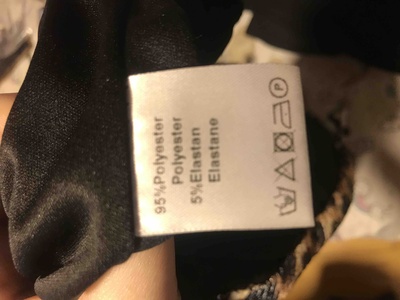 95%Polyester
Polyester
5%Elastan
Elastane
P